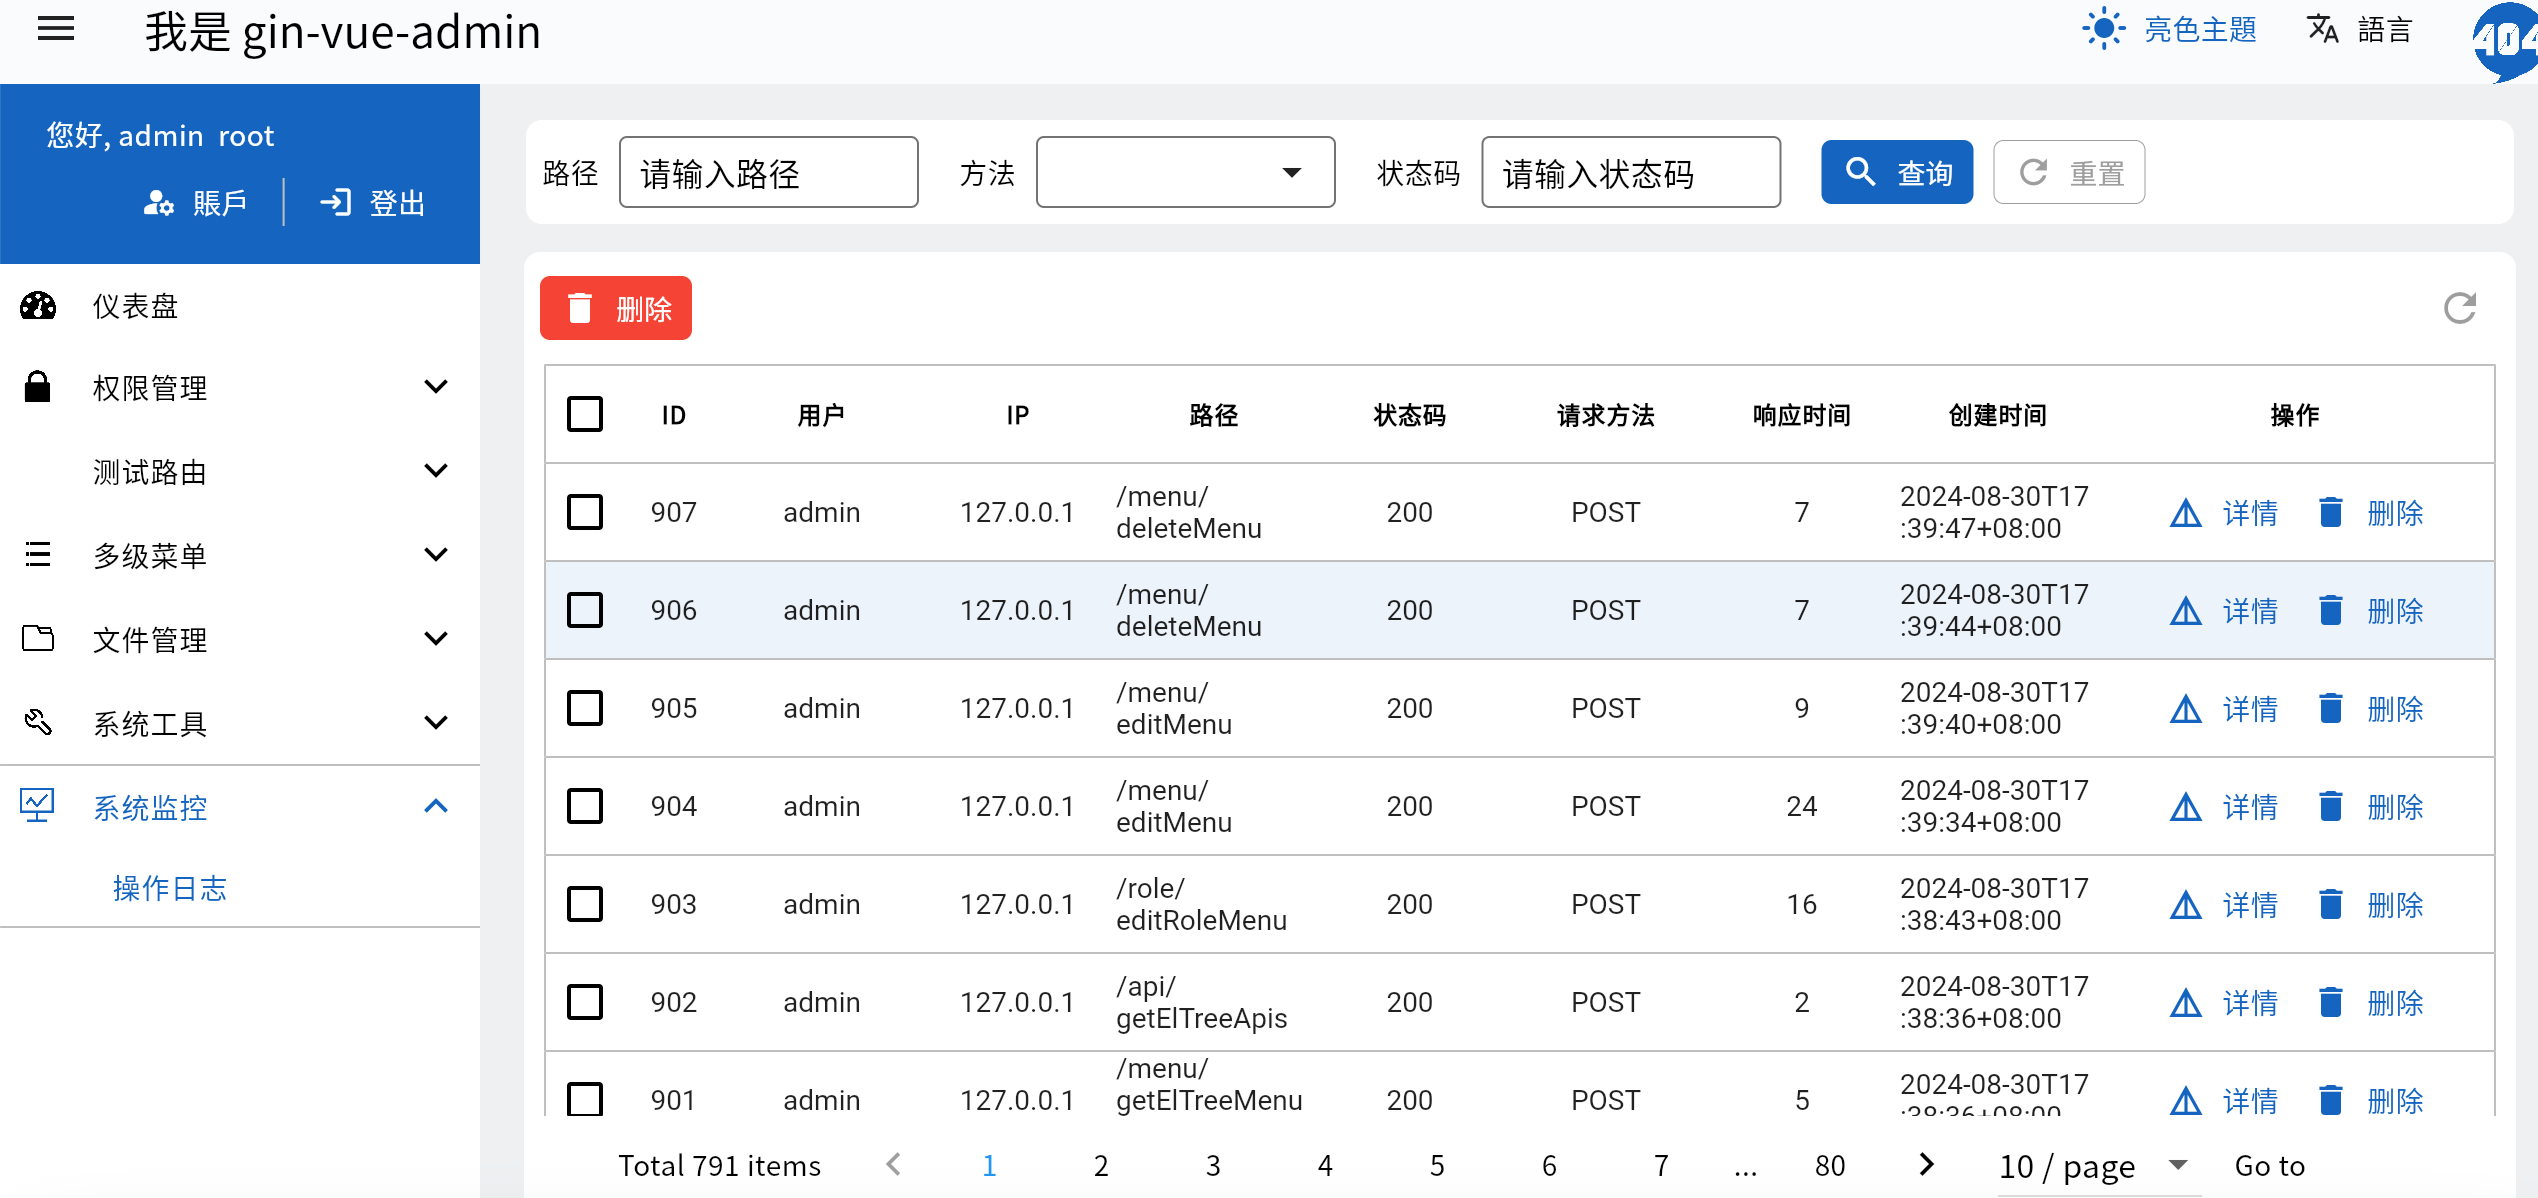 我是 gin-vue-admin
亮色主題
語言
404
您好, admin root
賬戶
登出
仪表盘
权限管理
测试路由
多级菜单
文件管理
系统工具
系统监控
操作日志
路径 请输入路径 方法 状态码 请输入状态码 查询 重置
删除
ID 用户 IP 路径 状态码 请求方法 响应时间 创建时间 操作
907 admin 127.0.0.1 /menu/deleteMenu 200 POST 7 2024-08-30T17:39:47+08:00 详情 删除
906 admin 127.0.0.1 /menu/deleteMenu 200 POST 7 2024-08-30T17:39:44+08:00 详情 删除
905 admin 127.0.0.1 /menu/editMenu 200 POST 9 2024-08-30T17:39:40+08:00 详情 删除
904 admin 127.0.0.1 /menu/editMenu 200 POST 24 2024-08-30T17:39:34+08:00 详情 删除
903 admin 127.0.0.1 /role/editRoleMenu 200 POST 16 2024-08-30T17:38:43+08:00 详情 删除
902 admin 127.0.0.1 /api/getElTreeApis 200 POST 2 2024-08-30T17:38:36+08:00 详情 删除
901 admin 127.0.0.1 /menu/getElTreeMenu 200 POST 5 2024-08-30T17:38:36+08:00 详情 删除
Total 791 items 1 2 3 4 5 6 7 ... 80 10 / page Go to